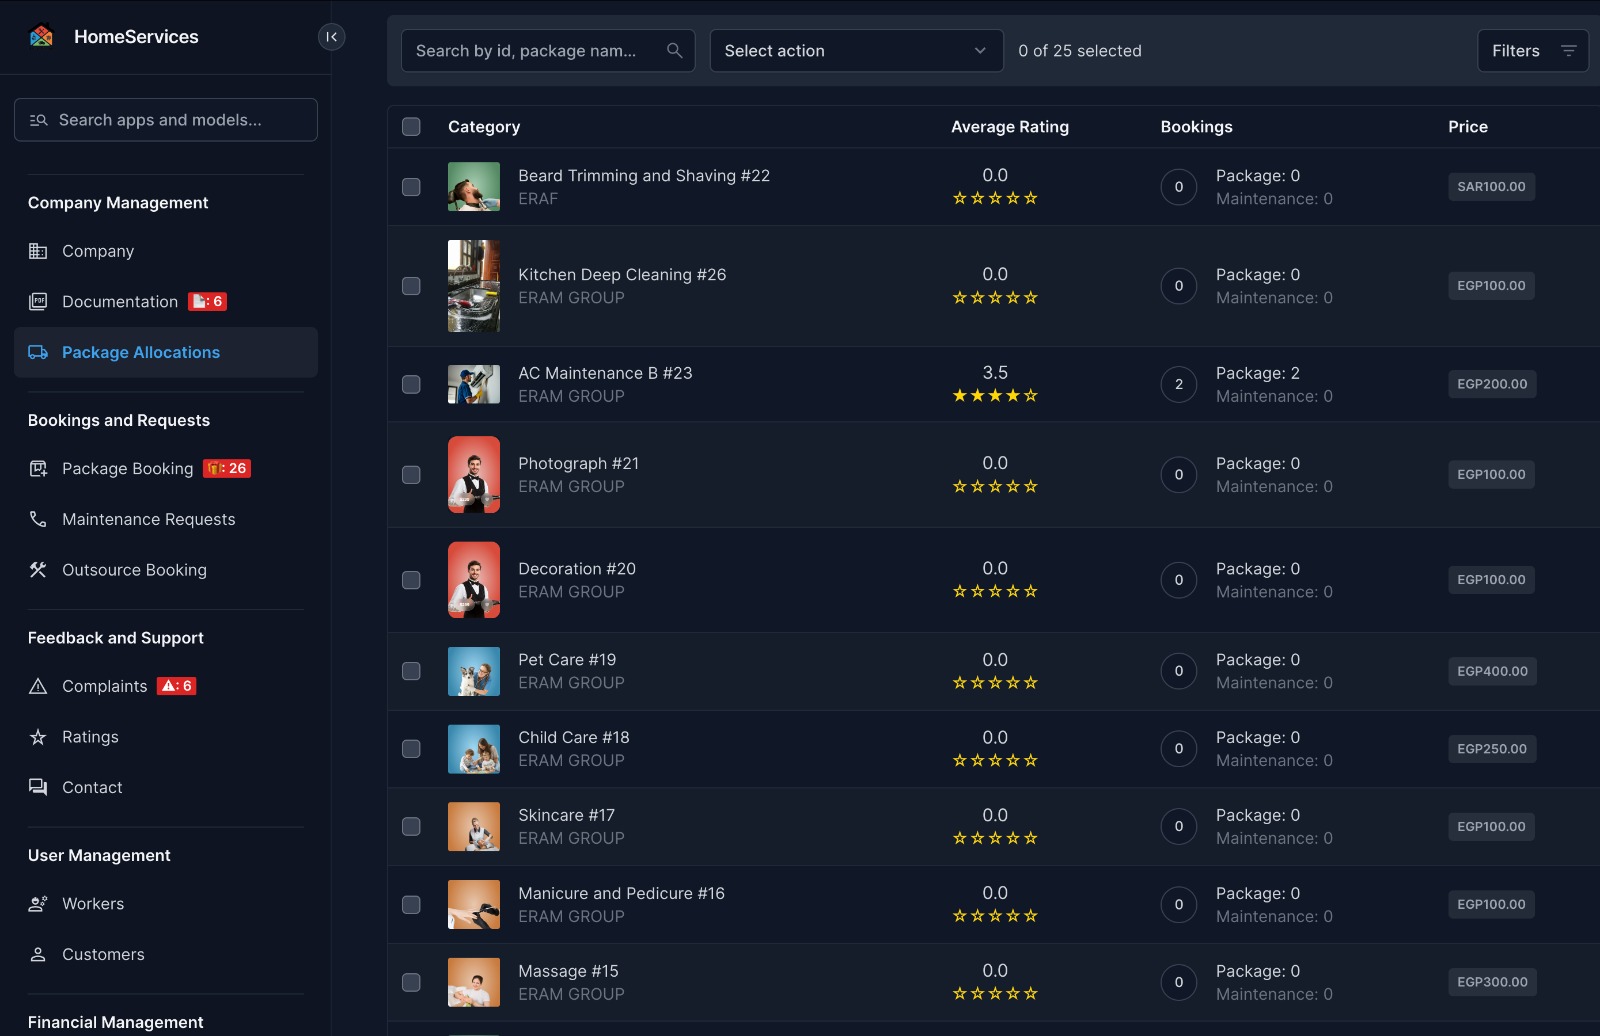 HomeServices
Search apps and models...
Company Management
Company
Documentation : 6
Package Allocations
Bookings and Requests
Package Booking : 26
Maintenance Requests
Outsource Booking
Feedback and Support
Complaints : 6
Ratings
Contact
User Management
Workers
Customers
Financial Management
Search by id, package nam...
Select action
0 of 25 selected
Filters
Category Average Rating Bookings Price
Beard Trimming and Shaving #22 0.0 0 Package: 0 SAR100.00
ERAF Maintenance: 0
Kitchen Deep Cleaning #26 0.0 0 Package: 0 EGP100.00
ERAM GROUP Maintenance: 0
AC Maintenance B #23 3.5 2 Package: 2 EGP200.00
ERAM GROUP Maintenance: 0
Photograph #21 0.0 0 Package: 0 EGP100.00
ERAM GROUP Maintenance: 0
Decoration #20 0.0 0 Package: 0 EGP100.00
ERAM GROUP Maintenance: 0
Pet Care #19 0.0 0 Package: 0 EGP400.00
ERAM GROUP Maintenance: 0
Child Care #18 0.0 0 Package: 0 EGP250.00
ERAM GROUP Maintenance: 0
Skincare #17 0.0 0 Package: 0 EGP100.00
ERAM GROUP Maintenance: 0
Manicure and Pedicure #16 0.0 0 Package: 0 EGP100.00
ERAM GROUP Maintenance: 0
Massage #15 0.0 0 Package: 0 EGP300.00
ERAM GROUP Maintenance: 0